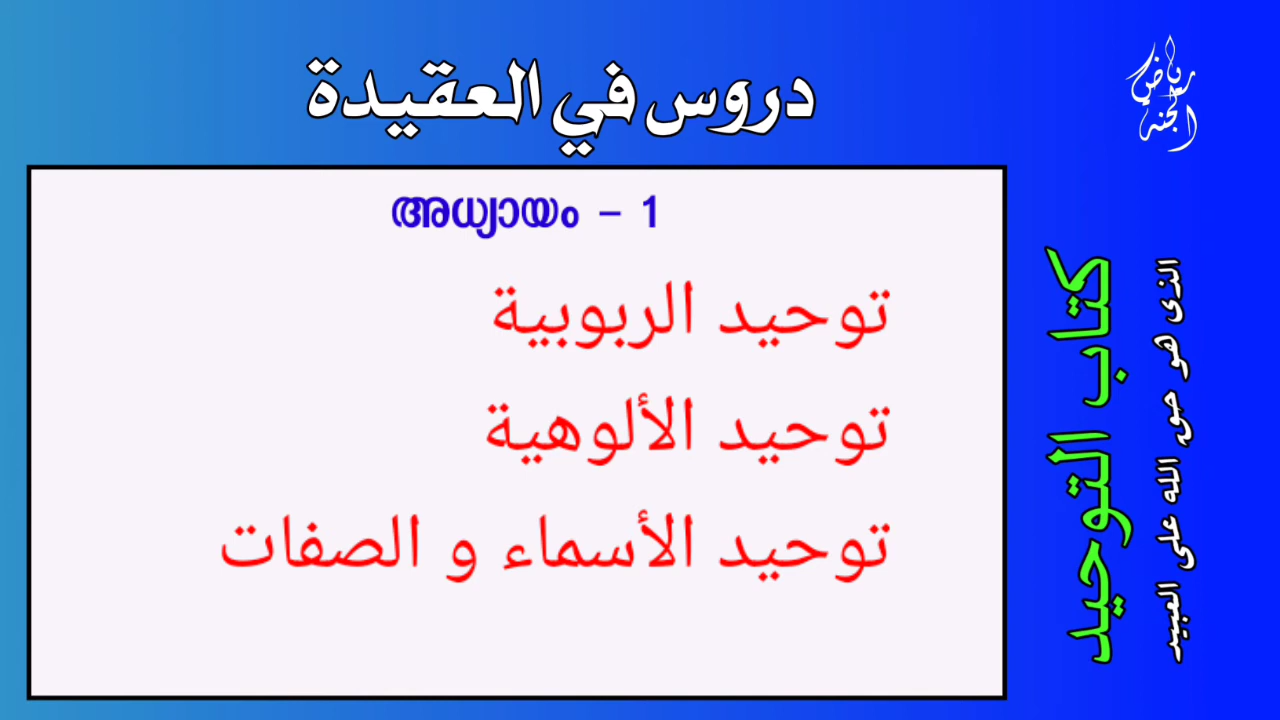 دروس في العقيدة
رياض
الجنة
അധ്യായം - 1
توحيد الربوبية
توحيد الألوهية
توحيد الأسماء و الصفات
كتاب التوحيد
الذي هو حق الله على العبيد